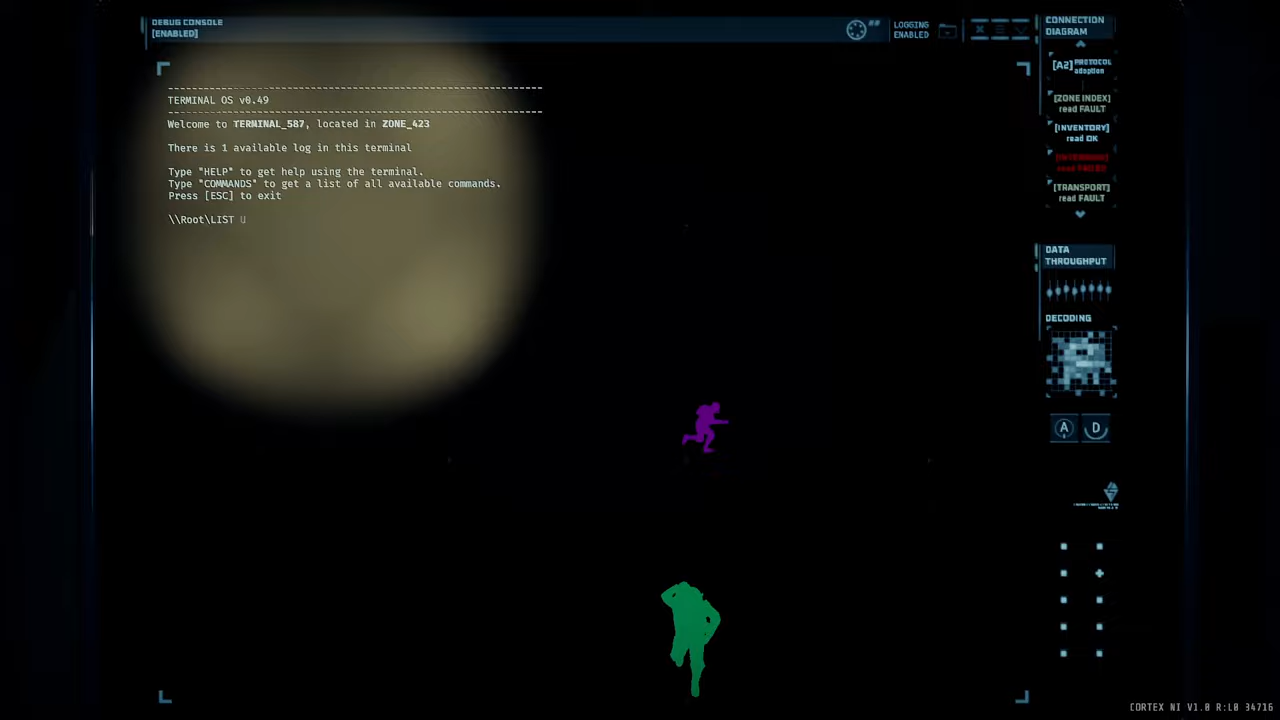 DEBUG CONSOLE
[ENABLED]
LOGGING
ENABLED
TERMINAL OS v0.49
Welcome to TERMINAL_587, located in ZONE_423
There is 1 available log in this terminal
Type "HELP" to get help using the terminal.
Type "COMMANDS" to get a list of all available commands.
Press [ESC] to exit
\\Root\LIST U
CONNECTION
DIAGRAM
[A2] PROTOCOL
adoption
[ZONE INDEX]
read FAULT
[INVENTORY]
read OK
read FAILED
[TRANSPORT]
read FAULT
DATA
THROUGHPUT
DECODING
A D
CORTEX NI V1.0 R:L0 34716